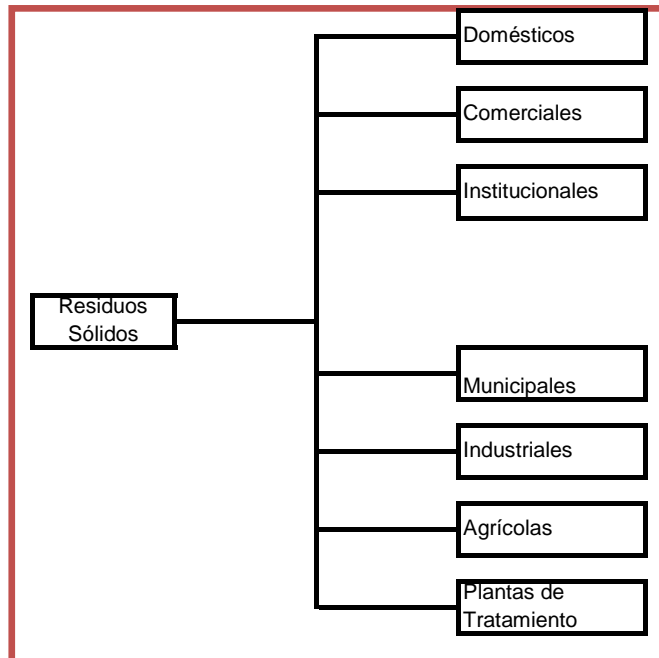 Domésticos
Comerciales
Institucionales
Residuos
Sólidos
Municipales
Industriales
Agrícolas
Plantas de
Tratamiento